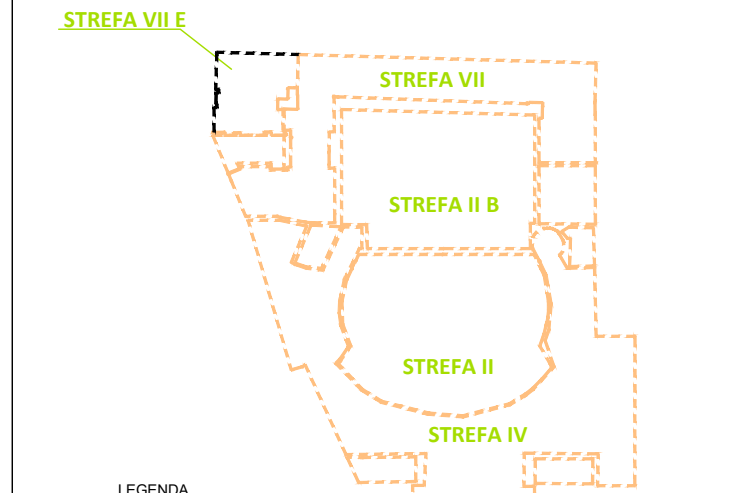 STREFA VII E
STREFA VII
STREFA II B
STREFA II
STREFA IV
LEGENDA